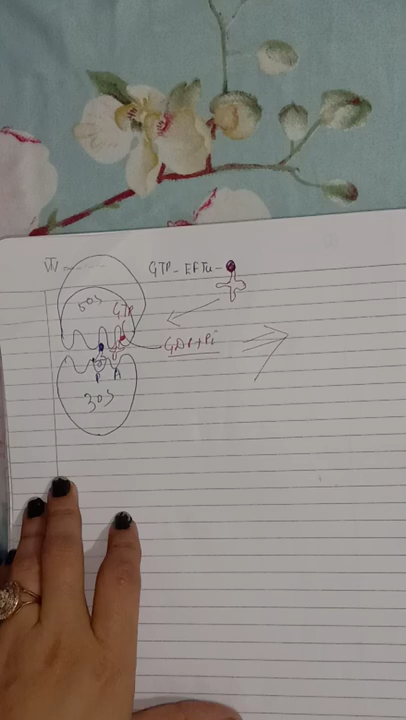 GTP - EFTu -
50S
GTP
GDP+Pi
P A
30S